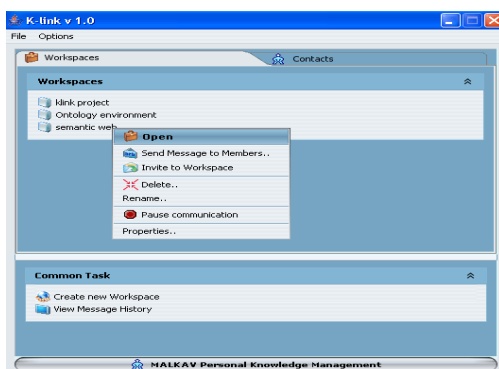 K-link v 1.0
File Options
Workspaces Contacts
Workspaces
klink project
Ontology environment
semantic web
Open
Send Message to Members..
Invite to Workspace
Delete..
Rename..
Pause communication
Properties..
Common Task
Create new Workspace
View Message History
MALKAV Personal Knowledge Management